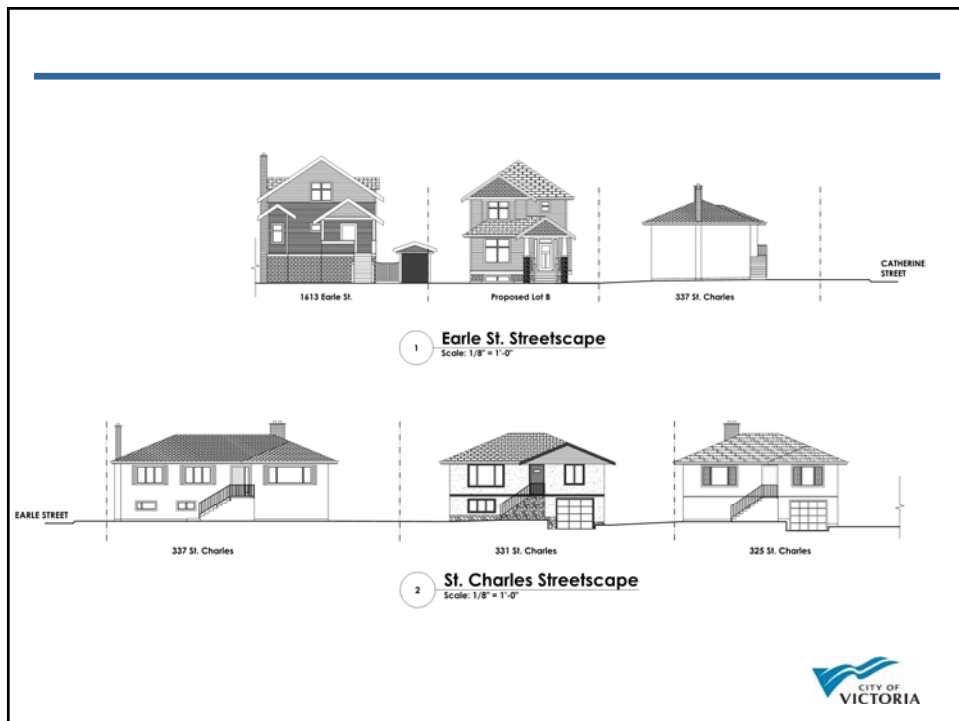 CATHERINE
STREET
1613 Earle St.
Proposed Lot B
337 St. Charles
1
Earle St. Streetscape
Scale: 1/8" = 1'-0"
EARLE STREET
337 St. Charles
331 St. Charles
325 St. Charles
2
St. Charles Streetscape
Scale: 1/8" = 1'-0"
CITY OF
VICTORIA